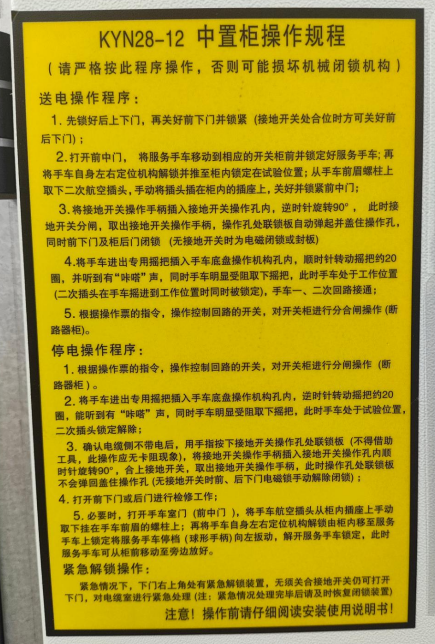 KYN28-12 中置柜操作规程
(请严格按此程序操作，否则可能损坏机械闭锁机构)
送电操作程序：
1. 先锁好后上下门，再关好前下门并锁紧 (接地开关处合位时方可关好前
后下门)；
2. 打开前中门， 将服务手车移动到相应的开关柜前并锁定好服务手车; 再
将手车自身左右定位机构解锁并推至柜内锁定在试验位置; 从手车前眉螺柱上
取下二次航空插头, 手动将插头插在柜内的插座上, 关好并锁紧前中门;
3. 将接地开关操作手柄插入接地开关操作孔内，逆时针旋转90°， 此时接
地开关分闸，取出接地开关操作手柄，操作孔处联锁板自动弹起并盖住操作孔，
同时前下门及柜后门闭锁 (无接地开关时为电磁闭锁或封板)
4. 将手车进出专用摇把插入手车底盘操作机构孔内，顺时针转动摇把约20
圈，并听到有“咔嗒”声，同时手车明显受阻取下摇把，此时手车处于工作位置
(二次插头在手车摇进到工作位置时同时被锁定)，手车一、二次回路接通；
5. 根据操作票的指令，操作控制回路的开关，对开关柜进行分合闸操作 (断
路器柜)。
停电操作程序：
1. 根据操作票的指令，操作控制回路的开关，对开关柜进行分闸操作 (断
路器柜) 。
2. 将手车进出专用摇把插入手车底盘操作机构孔内，逆时针转动摇把约20
圈，能听到有“咔嗒”声，同时手车明显受阻取下摇把，此时手车处于试验位置，
二次插头锁定解除；
3. 确认电缆侧不带电后，用手指按下接地开关操作孔处联锁板 (不得借助
工具，此操作应无卡阻现象)，将接地开关操作手柄插入接地开关操作孔内顺
时针旋转90°，合上接地开关，取出接地开关操作手柄，此时操作孔处联锁板
不会弹回盖住操作孔 (无接地开关时前、后下门电磁锁手动解除闭锁)；
4. 打开前下门或后门进行检修工作；
5. 必要时，打开手车室门 (前中门 )，将手车航空插头从柜内插座上手动
取下挂在手车前眉的螺柱上；再将手车自身左右定位机构解锁由柜内移至服务
手车上锁定将服务手车停档 (球形手柄) 向左扳动，解开服务手车锁定，此时
服务手车可从柜前移动至旁边放好。
紧急解锁操作：
紧急情况下，下门右上角处有紧急解锁装置，无须关合接地开关仍可打开
下门，对电缆室进行紧急处理 (注：紧急情况处理完毕后请及时恢复闭锁装置)
注意！操作前请仔细阅读安装使用说明书！